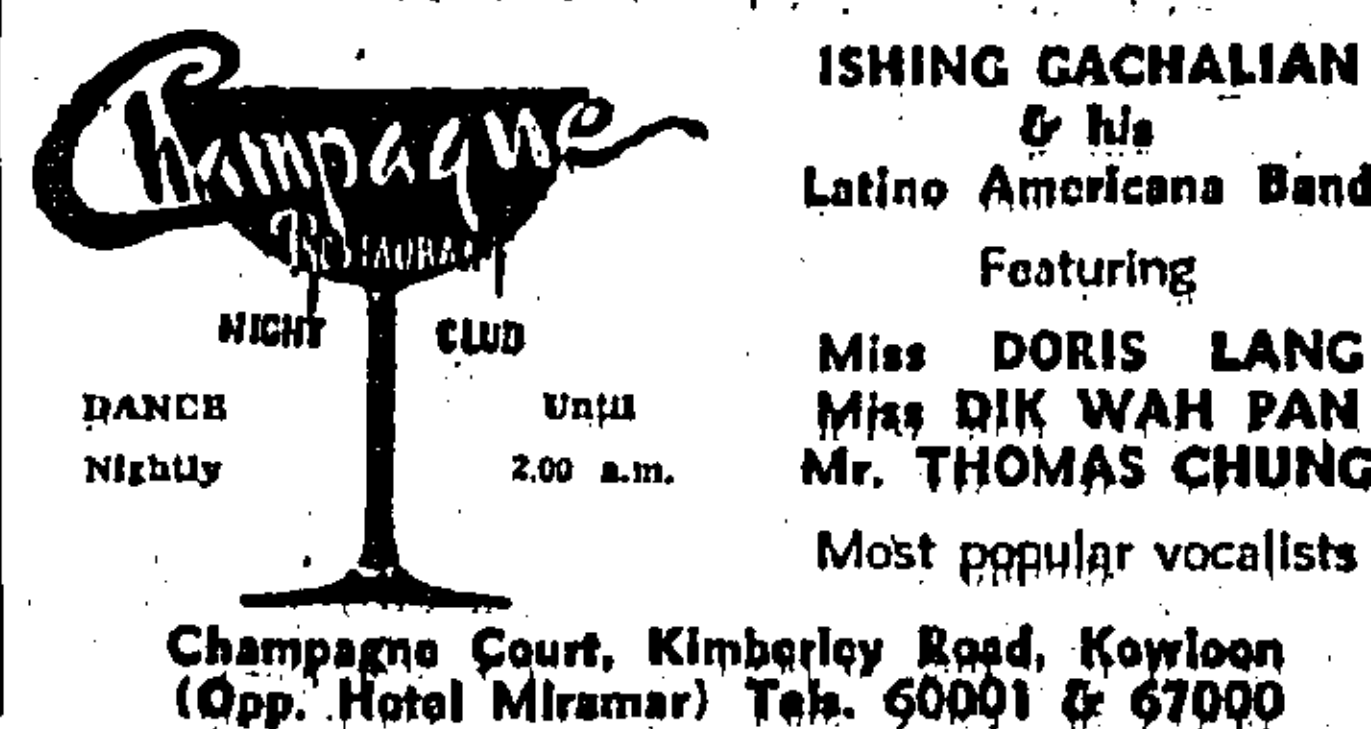 Champagne
RESTAURANT
NIGHT CLUB
DANCE Until
Nightly 2.00 a.m.
ISHING GACHALIAN
& his
Latino Americana Band
Featuring
Miss DORIS LANG
Miss DIK WAH PAN
Mr. THOMAS CHUNG
Most popular vocalists
Champagne Court, Kimberley Road, Kowloon
(Opp. Hotel Miramar) Tels. 60001 & 67000